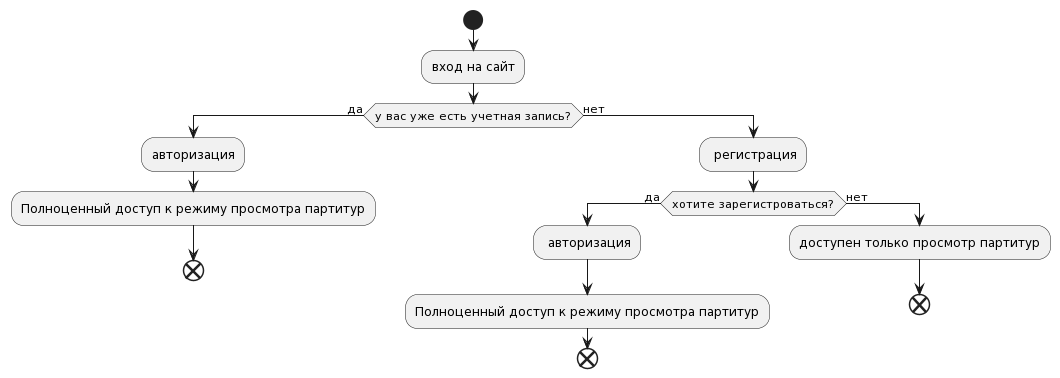 вход на сайт
да
у вас уже есть учетная запись?
нет
авторизация
регистрация
Полноценный доступ к режиму просмотра партитур
да
хотите зарегистроваться?
нет
авторизация
доступен только просмотр партитур
Полноценный доступ к режиму просмотра партитур